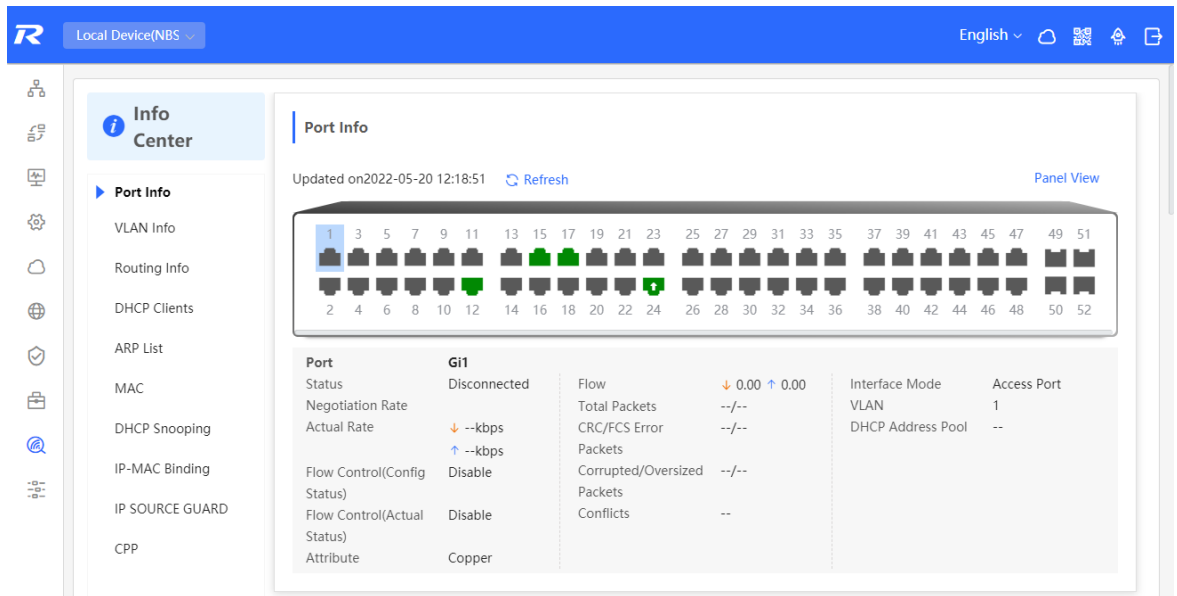 Local Device(NBS
English
Info
Center
Port Info
VLAN Info
Routing Info
DHCP Clients
ARP List
MAC
DHCP Snooping
IP-MAC Binding
IP SOURCE GUARD
CPP
Port Info
Updated on2022-05-20 12:18:51 Refresh Panel View
1 3 5 7 9 11 13 15 17 19 21 23 25 27 29 31 33 35 37 39 41 43 45 47 49 51
2 4 6 8 10 12 14 16 18 20 22 24 26 28 30 32 34 36 38 40 42 44 46 48 50 52
Port Gi1
Status Disconnected
Negotiation Rate
Actual Rate ↓ --kbps
↑ --kbps
Flow Control(Config
Status) Disable
Flow Control(Actual
Status) Disable
Attribute Copper
Flow ↓ 0.00 ↑ 0.00
Total Packets --/--
CRC/FCS Error
Packets --/--
Corrupted/Oversized
Packets --/--
Conflicts --
Interface Mode Access Port
VLAN 1
DHCP Address Pool --